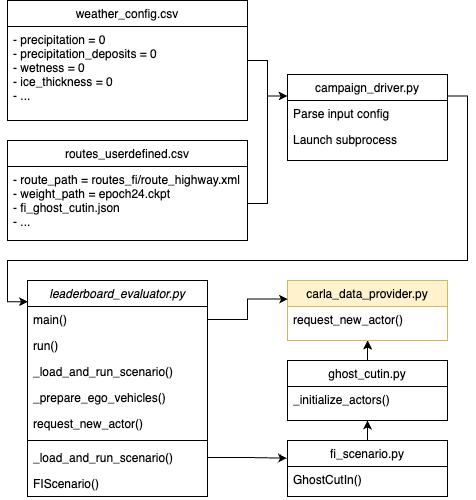 weather_config.csv
- precipitation = 0
- precipitation_deposits = 0
- wetness = 0
- ice_thickness = 0
- ...
campaign_driver.py
Parse input config
Launch subprocess
routes_userdefined.csv
- route_path = routes_fi/route_highway.xml
- weight_path = epoch24.ckpt
- fi_ghost_cutin.json
- ...
leaderboard_evaluator.py
main()
run()
_load_and_run_scenario()
_prepare_ego_vehicles()
request_new_actor()
_load_and_run_scenario()
FIScenario()
carla_data_provider.py
request_new_actor()
ghost_cutin.py
_initialize_actors()
fi_scenario.py
GhostCutIn()